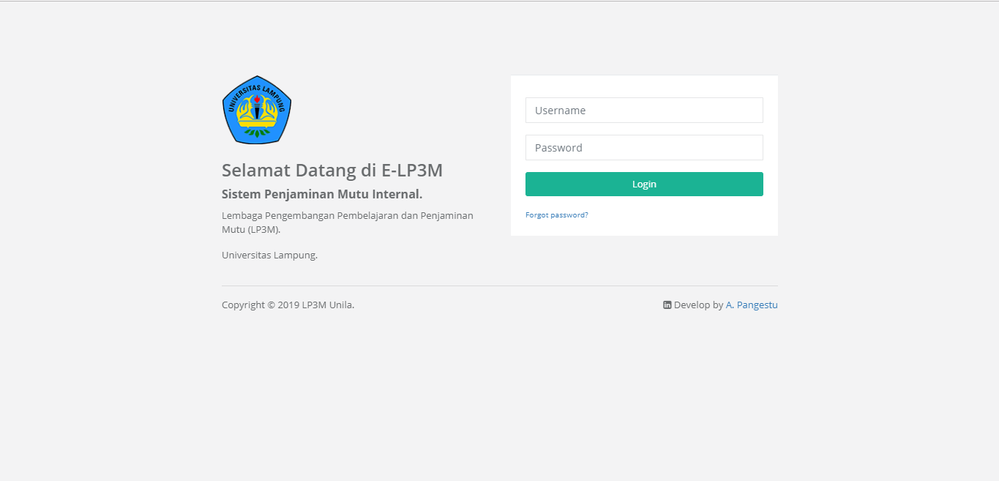 UNIVERSITAS LAMPUNG
Selamat Datang di E-LP3M
Sistem Penjaminan Mutu Internal.
Lembaga Pengembangan Pembelajaran dan Penjaminan
Mutu (LP3M).
Universitas Lampung.
Username
Password
Login
Forgot password?
Copyright © 2019 LP3M Unila.
Develop by A. Pangestu